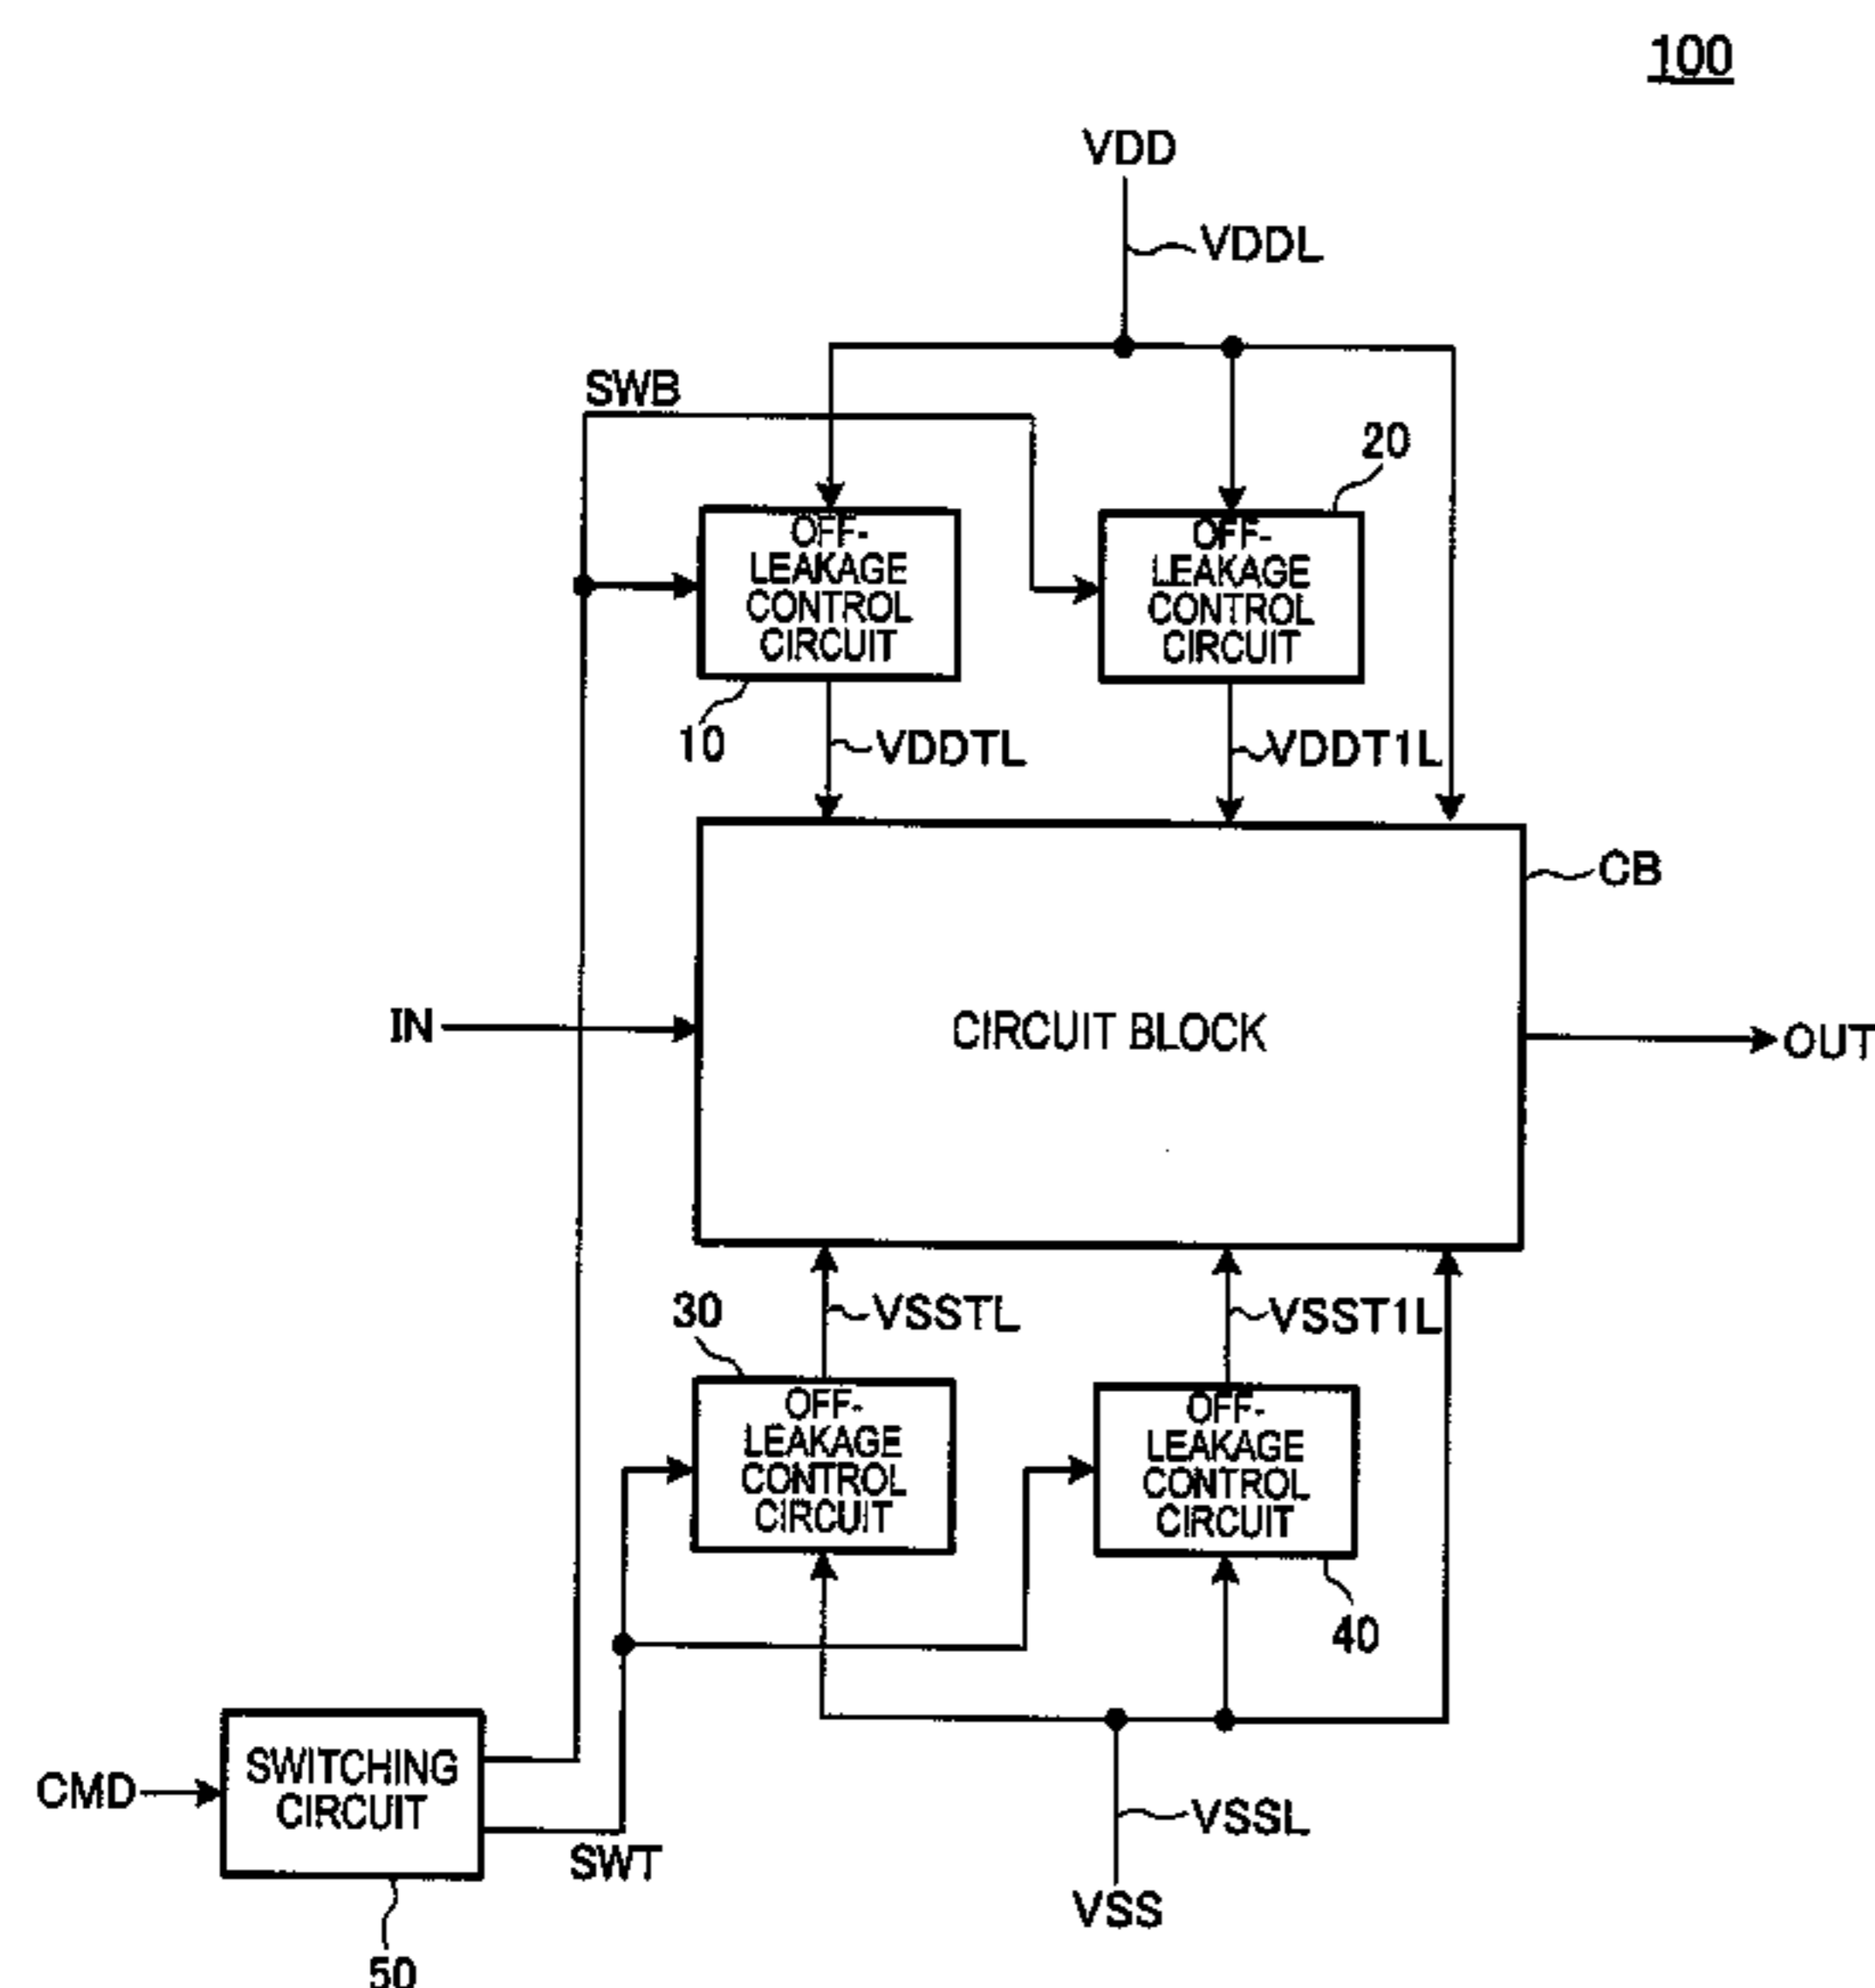 100
VDD
VDDL
SWB
20
OFF-
LEAKAGE
CONTROL
CIRCUIT
OFF-
LEAKAGE
CONTROL
CIRCUIT
10
VDDTL
VDDT1L
CB
IN
CIRCUIT BLOCK
OUT
30
VSSTL
VSST1L
OFF-
LEAKAGE
CONTROL
CIRCUIT
OFF-
LEAKAGE
CONTROL
CIRCUIT
40
CMD
SWITCHING
CIRCUIT
SWT
VSSL
VSS
50